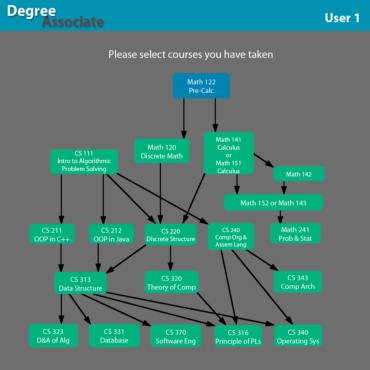 Degree
Associate
User 1
Please select courses you have taken
Math 122
Pre-Calc
Math 120
Discrete Math
Math 141
Calculus
or
Math 151
Calculus
CS 111
Intro to Algorithmic
Problem Solving
Math 142
Math 152 or Math 143
CS 211
OOP in C++
CS 212
OOP in Java
CS 220
Discrete Structure
CS 240
Comp Org &
Assem Lang
Math 241
Prob & Stat
CS 313
Data Structure
CS 320
Theory of Comp
CS 343
Comp Arch
CS 323
D&A of Alg
CS 331
Database
CS 370
Software Eng
CS 316
Principle of PLs
CS 340
Operating Sys